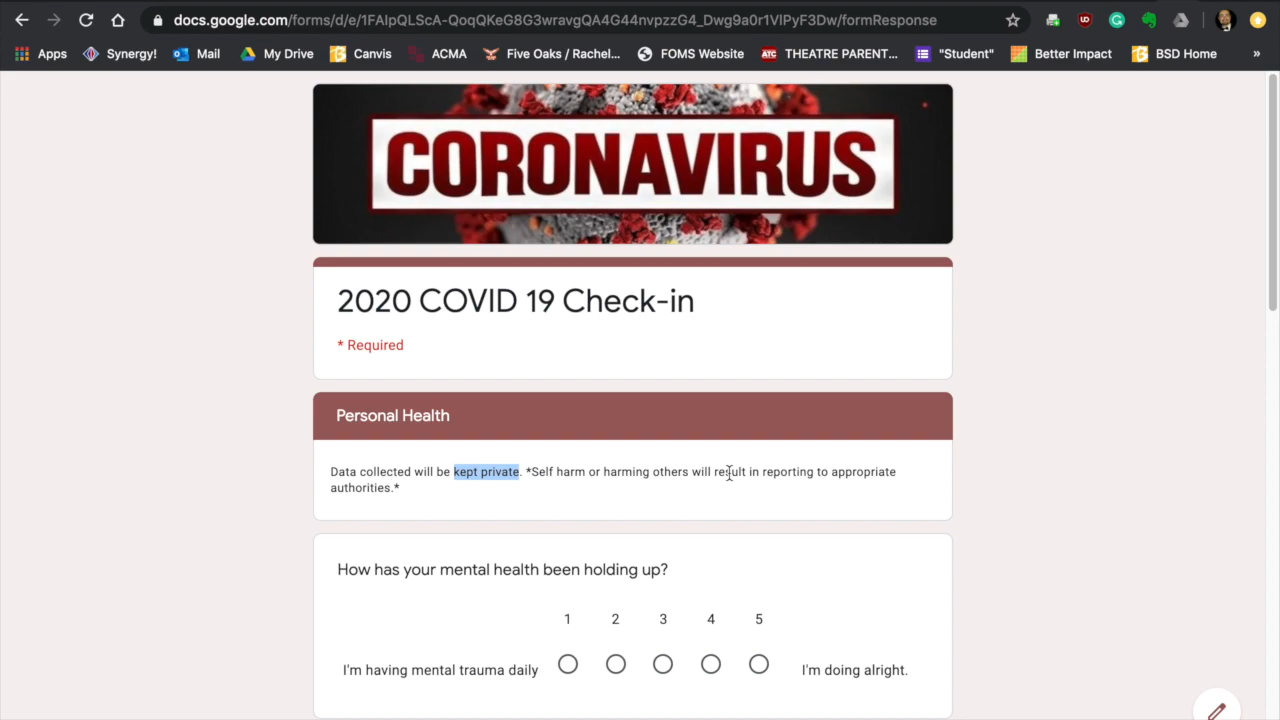 docs.google.com/forms/d/e/1FAIpQLScA-QoqQKeG8G3wravgQA4G44nvpzzG4_Dwg9a0r1VIPyF3Dw/formResponse
Apps Synergy! Mail My Drive Canvis ACMA Five Oaks / Rachel... FOMS Website ATC THEATRE PARENT... "Student" Better Impact BSD Home »
CORONAVIRUS
2020 COVID 19 Check-in
* Required
Personal Health
Data collected will be kept private. *Self harm or harming others will result in reporting to appropriate
authorities.*
How has your mental health been holding up?
1 2 3 4 5
I'm having mental trauma daily I'm doing alright.